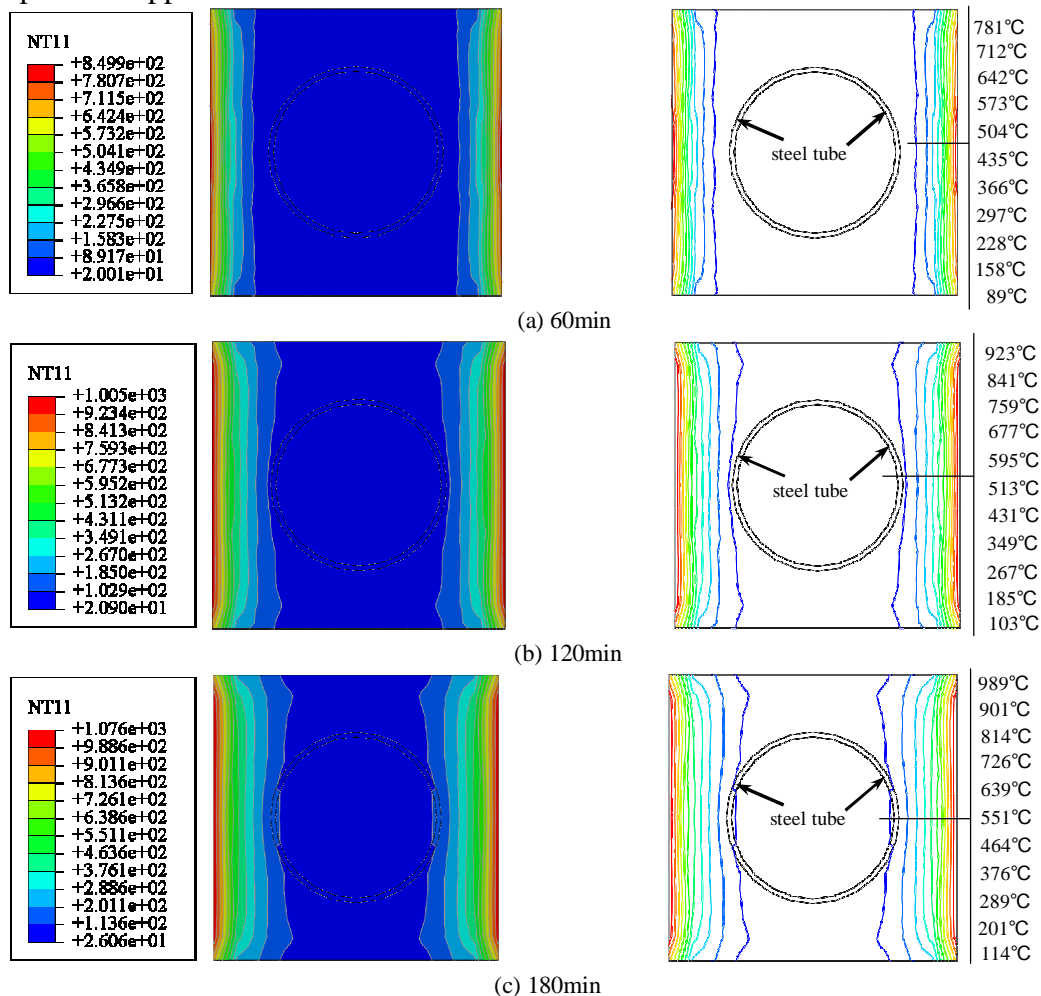 NT11
+8.499e+02
+7.807e+02
+7.115e+02
+6.424e+02
+5.732e+02
+5.041e+02
+4.349e+02
+3.658e+02
+2.966e+02
+2.275e+02
+1.583e+02
+8.917e+01
+2.001e+01
steel tube
781℃
712℃
642℃
573℃
504℃
435℃
366℃
297℃
228℃
158℃
89℃
(a) 60min
NT11
+1.005e+03
+9.234e+02
+8.413e+02
+7.593e+02
+6.773e+02
+5.952e+02
+5.132e+02
+4.311e+02
+3.491e+02
+2.670e+02
+1.850e+02
+1.029e+02
+2.090e+01
steel tube
923℃
841℃
759℃
677℃
595℃
513℃
431℃
349℃
267℃
185℃
103℃
(b) 120min
NT11
+1.076e+03
+9.886e+02
+9.011e+02
+8.136e+02
+7.261e+02
+6.386e+02
+5.511e+02
+4.636e+02
+3.761e+02
+2.886e+02
+2.011e+02
+1.136e+02
+2.606e+01
steel tube
989℃
901℃
814℃
726℃
639℃
551℃
464℃
376℃
289℃
201℃
114℃
(c) 180min